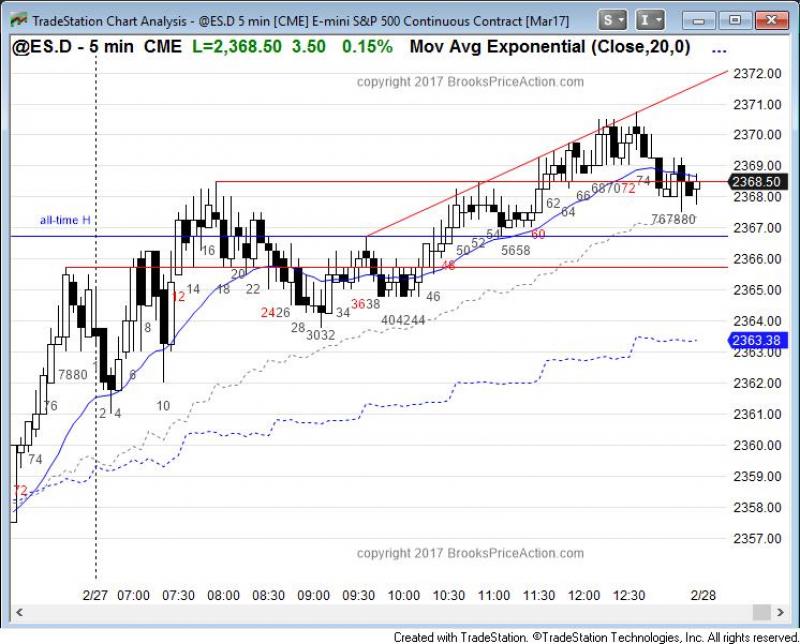 TradeStation Chart Analysis - @ES.D 5 min [CME] E-mini S&P 500 Continuous Contract [Mar17]
S I
@ES.D - 5 min CME L=2,368.50 3.50 0.15% Mov Avg Exponential (Close,20,0) ...
copyright 2017 BrooksPriceAction.com
2372.00
2371.00
2370.00
2369.00
2368.50
2368.00
2367.00
2366.00
2365.00
2364.00
2363.38
2363.00
2362.00
2361.00
2360.00
2359.00
2358.00
2357.00
all-time H
72 74 76 7880 2 4 6 8 10 12 14 16 18 20 22 2426 28 3032 34 3638 404244 46 48 50 52 54 5658 60 62 64 66 687072 74 767880
copyright 2017 BrooksPriceAction.com
2/27 07:00 07:30 08:00 08:30 09:00 09:30 10:00 10:30 11:00 11:30 12:00 12:30 2/28
Created with TradeStation. ©TradeStation Technologies, Inc. All rights reserved.